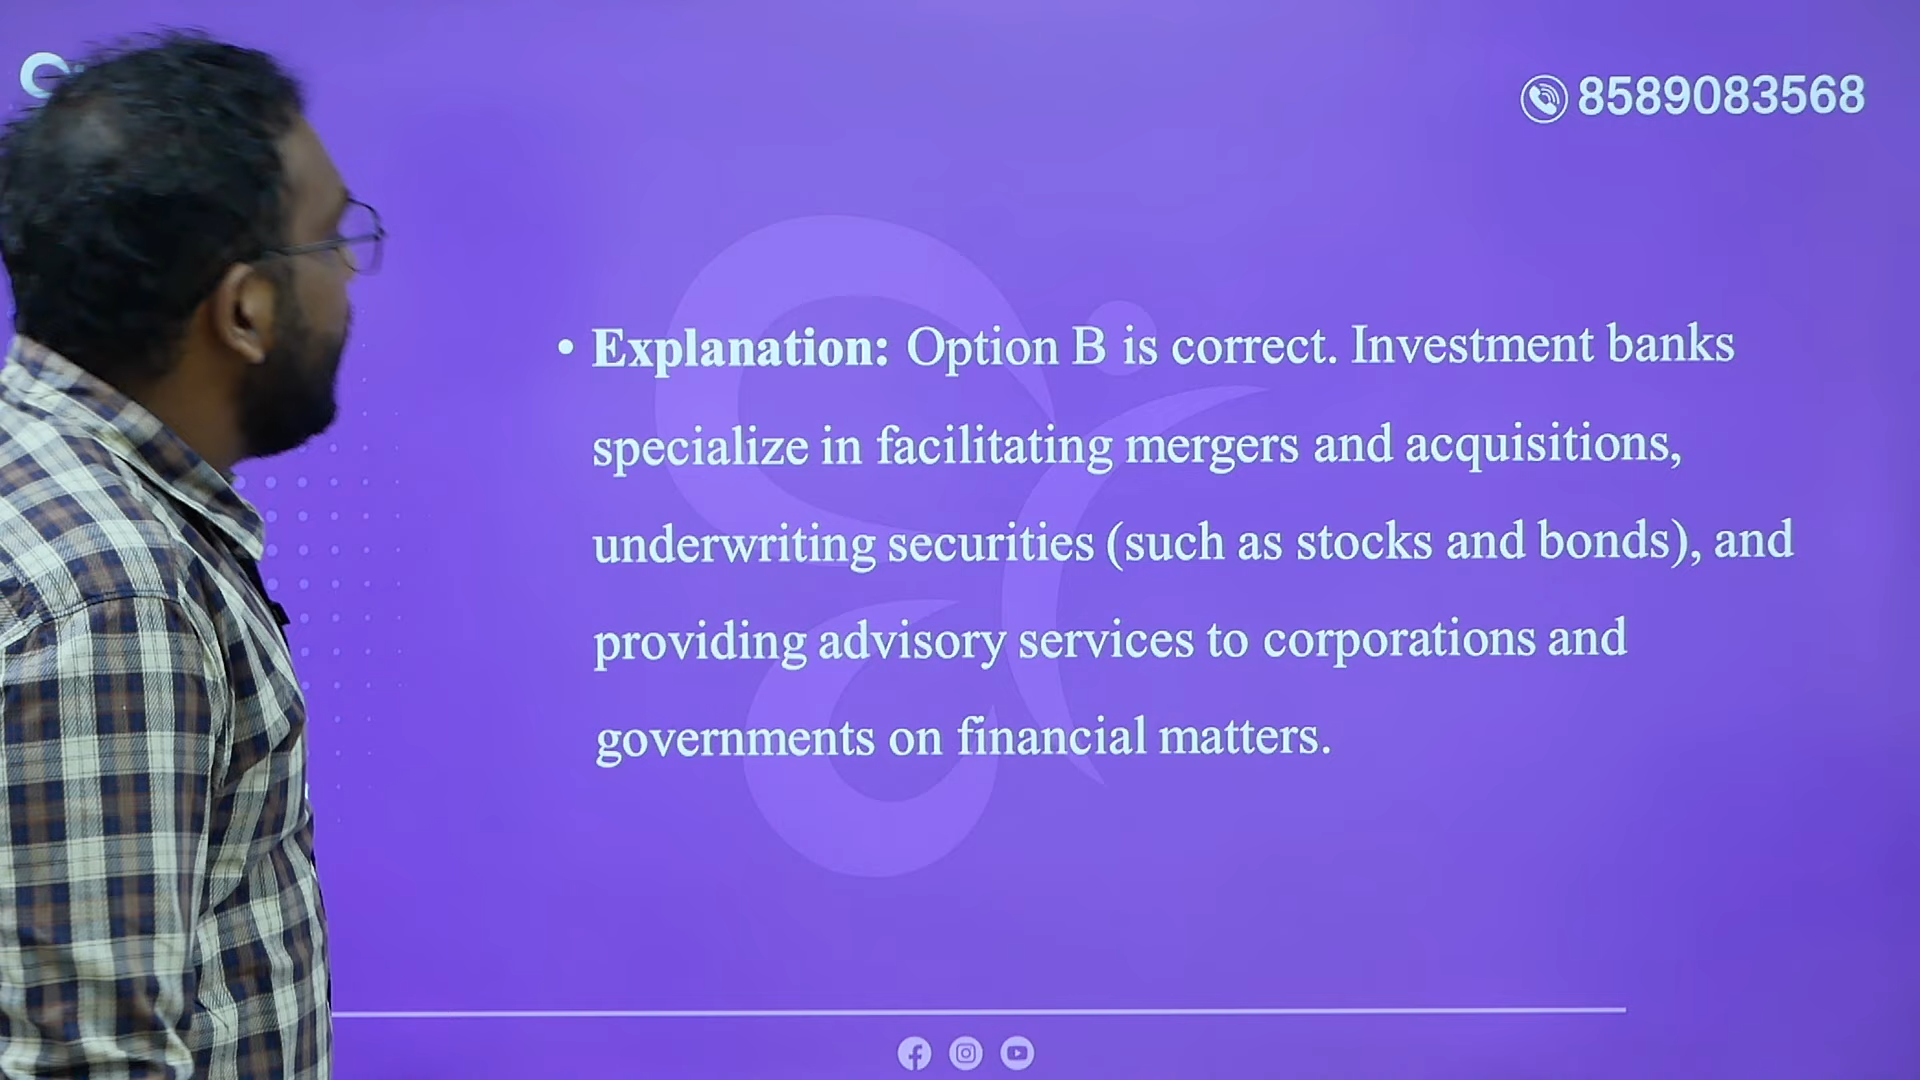 8589083568
• Explanation: Option B is correct. Investment banks
specialize in facilitating mergers and acquisitions,
underwriting securities (such as stocks and bonds), and
providing advisory services to corporations and
governments on financial matters.